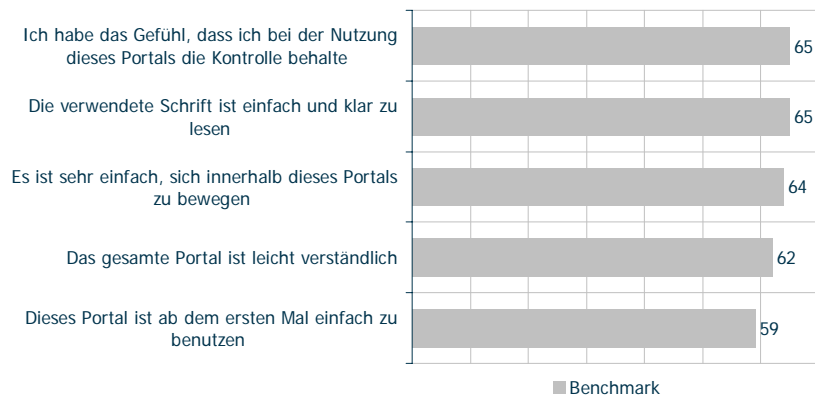 Ich habe das Gefühl, dass ich bei der Nutzung
dieses Portals die Kontrolle behalte
65
Die verwendete Schrift ist einfach und klar zu
lesen
65
Es ist sehr einfach, sich innerhalb dieses Portals
zu bewegen
64
Das gesamte Portal ist leicht verständlich
62
Dieses Portal ist ab dem ersten Mal einfach zu
benutzen
59
Benchmark